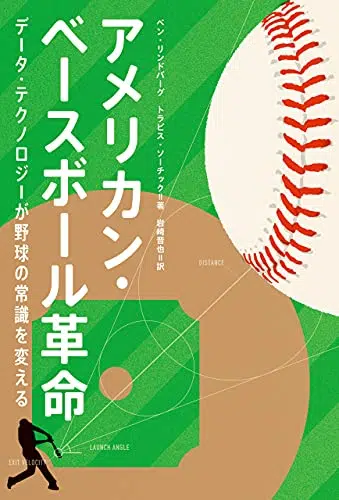 ベン・リンドバーグ トラビス・ソーチック=著 岩崎晋也=訳
アメリカン・
ベースボール革命
データ・テクノロジーが野球の常識を変える
DISTANCE
LAUNCH ANGLE
EXIT VELOCITY